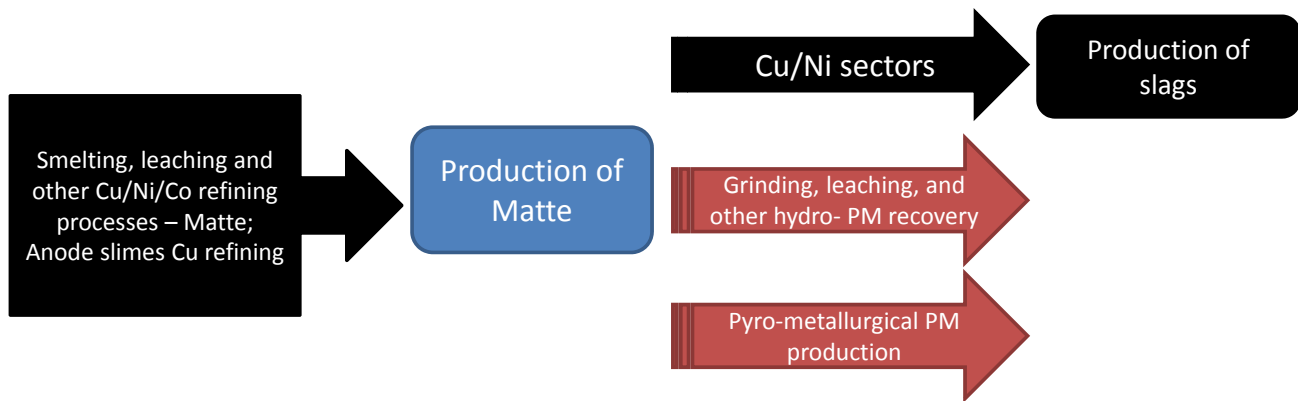 Smelting, leaching and
other Cu/Ni/Co refining
processes – Matte;
Anode slimes Cu refining
Production of
Matte
Cu/Ni sectors
Production of
slags
Grinding, leaching, and
other hydro- PM recovery
Pyro-metallurgical PM
production